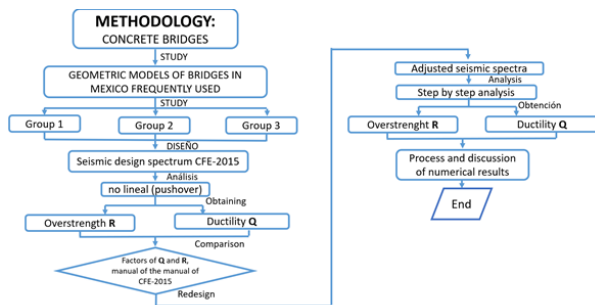 METHODOLOGY:
CONCRETE BRIDGES
STUDY
GEOMETRIC MODELS OF BRIDGES IN
MEXICO FREQUENTLY USED
STUDY
Group 1
Group 2
Group 3
DISEÑO
Seismic design spectrum CFE-2015
Análisis
no lineal (pushover)
Obtaining
Overstrength R
Ductility Q
Comparison
Factors of Q and R,
manual of the manual of
CFE-2015
Redesign
Adjusted seismic spectra
Analysis
Step by step analysis
Obtención
Overstrenght R
Ductility Q
Process and discussion
of numerical results
End